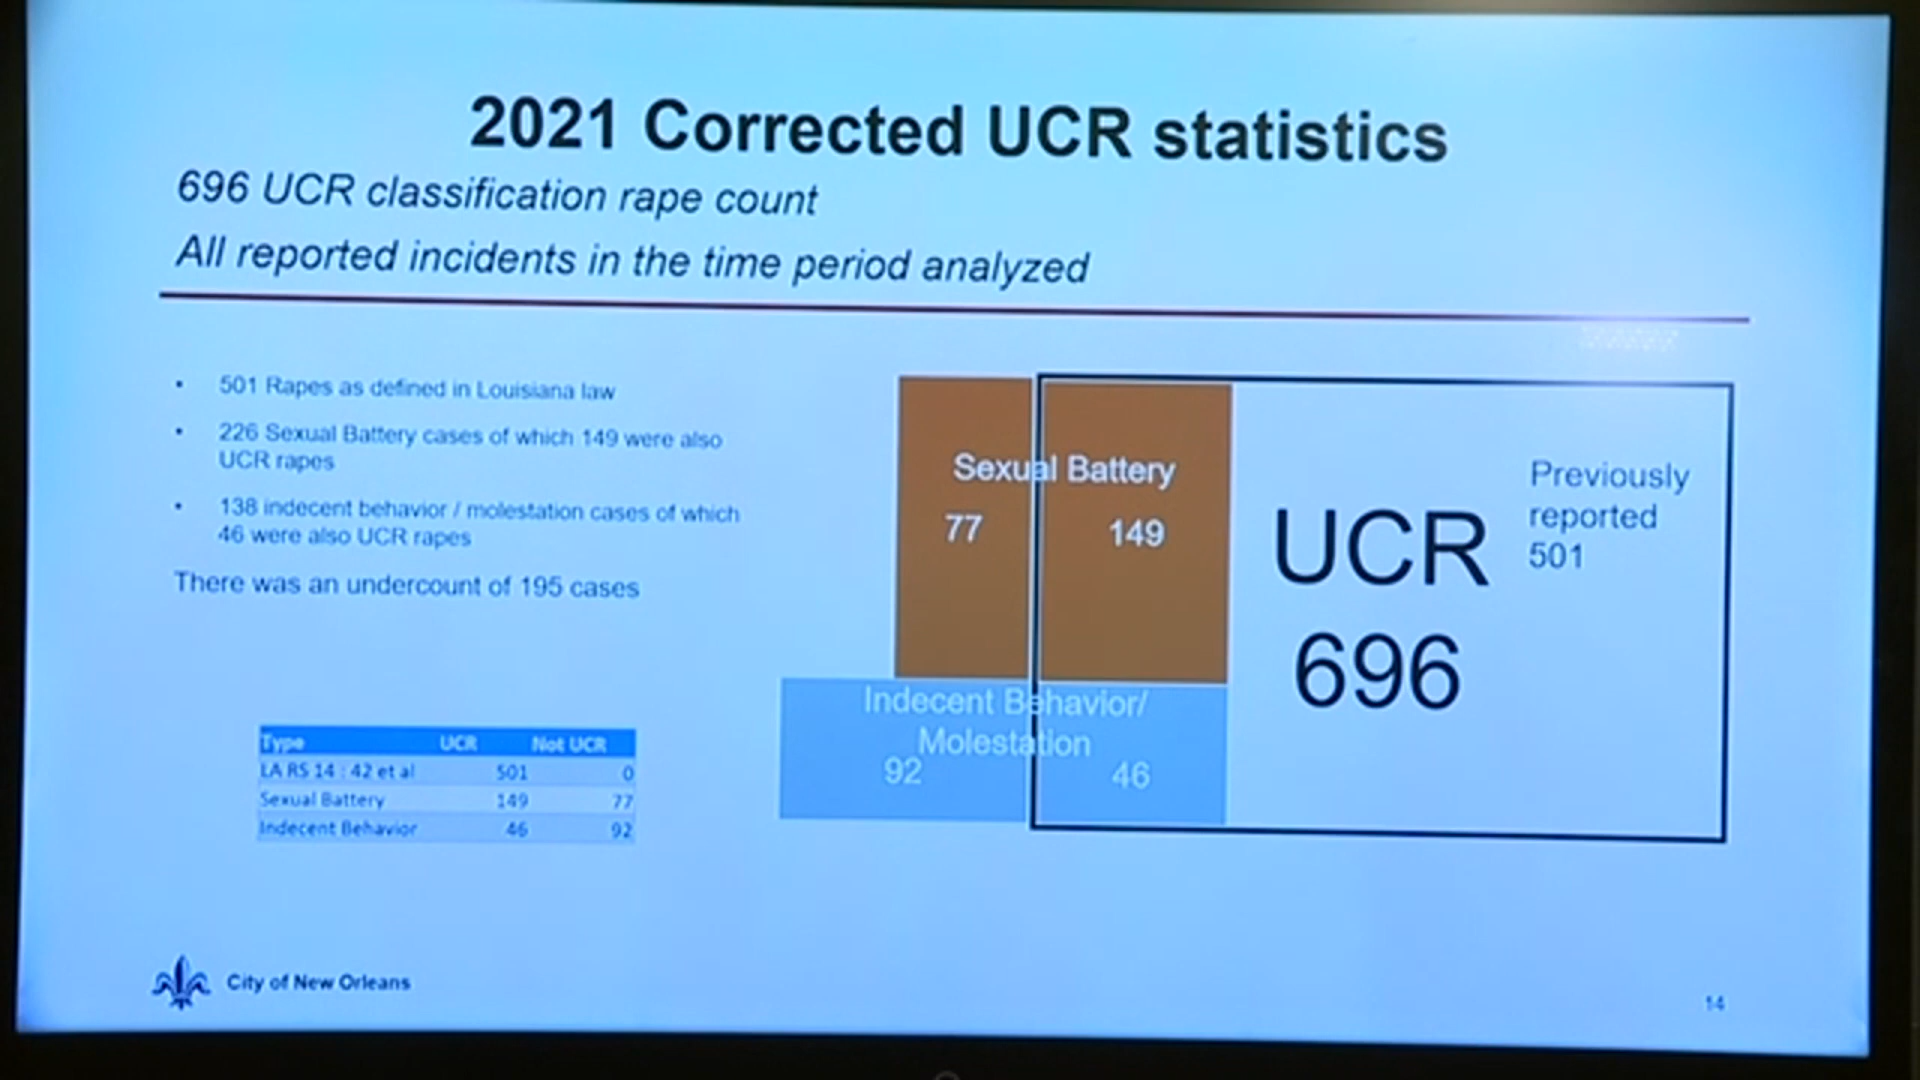 2021 Corrected UCR statistics
696 UCR classification rape count
All reported incidents in the time period analyzed
• 501 Rapes as defined in Louisiana law
• 226 Sexual Battery cases of which 149 were also
UCR rapes
• 138 indecent behavior / molestation cases of which
46 were also UCR rapes
There was an undercount of 195 cases
Type UCR Not UCR
LA RS 14 : 42 et al 501 0
Sexual Battery 149 77
Indecent Behavior 46 92
Sexual Battery
77 149
Indecent Behavior/
Molestation
92 46
UCR
696
Previously
reported
501
City of New Orleans
14